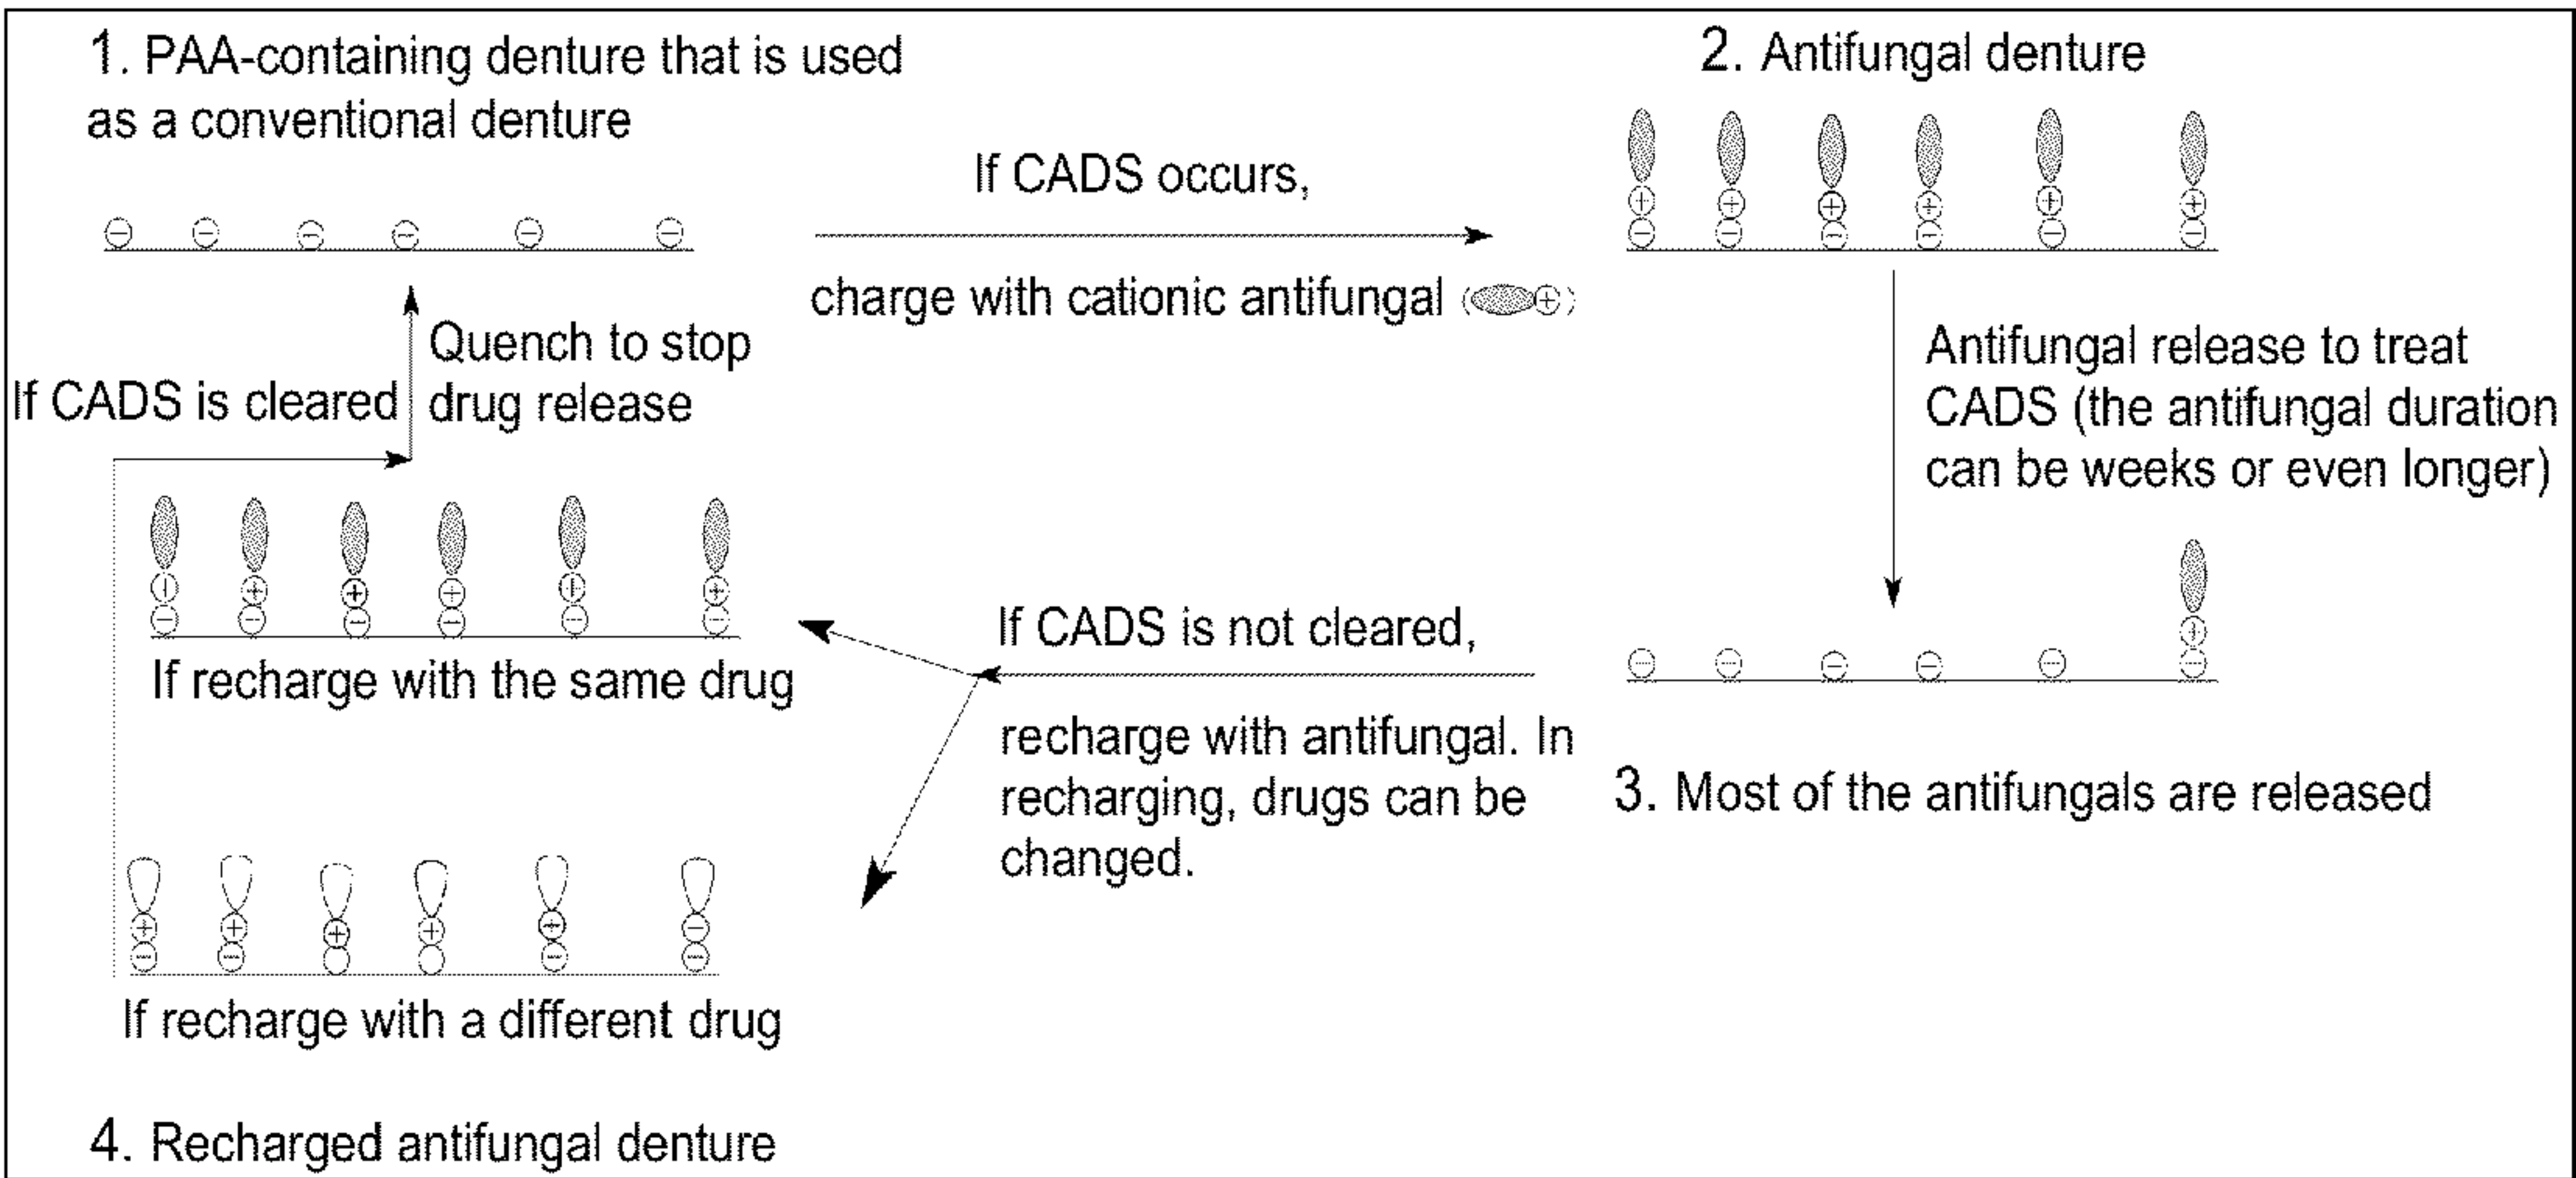 1. PAA-containing denture that is used
as a conventional denture
2. Antifungal denture
If CADS occurs,
charge with cationic antifungal (+)
Quench to stop
drug release
If CADS is cleared
Antifungal release to treat
CADS (the antifungal duration
can be weeks or even longer)
If CADS is not cleared,
recharge with antifungal. In
recharging, drugs can be
changed.
If recharge with the same drug
3. Most of the antifungals are released
If recharge with a different drug
4. Recharged antifungal denture